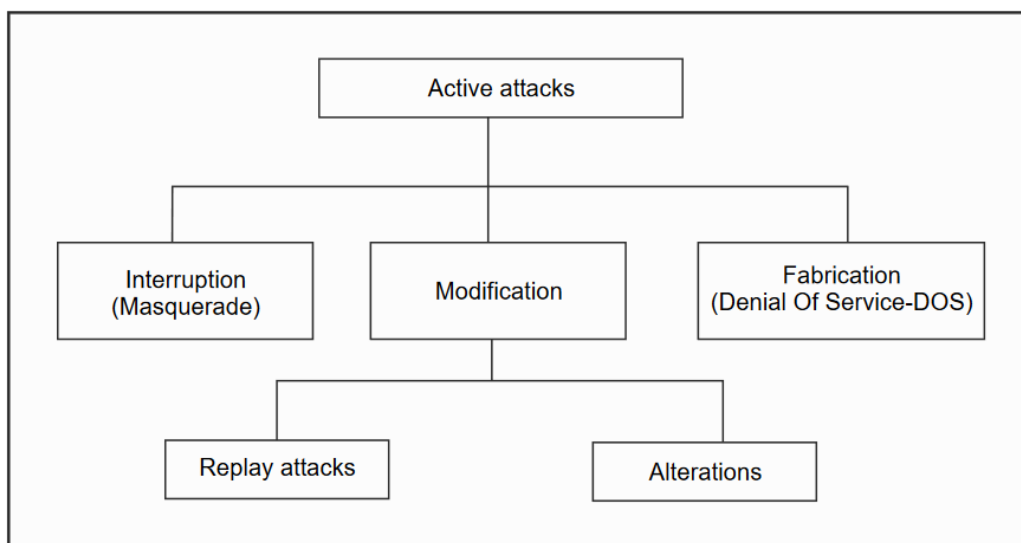 Active attacks
Interruption
(Masquerade)
Modification
Fabrication
(Denial Of Service-DOS)
Replay attacks
Alterations